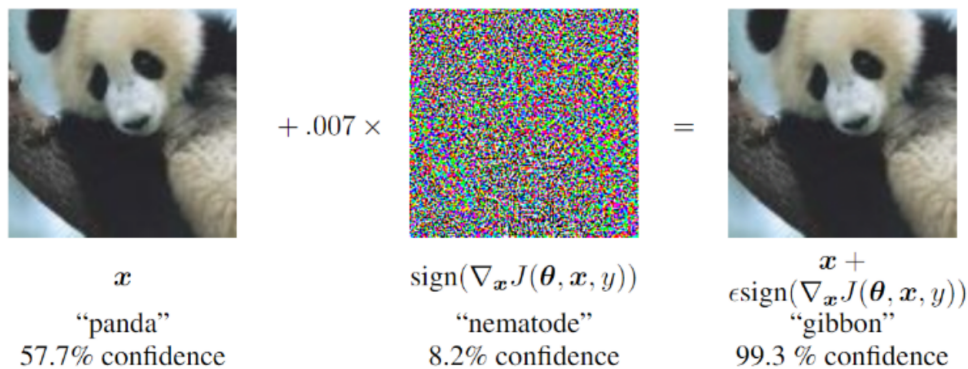 + .007 ×
=
x
"panda"
57.7% confidence
sign(∇ₓJ(θ, x, y))
"nematode"
8.2% confidence
x +
ϵsign(∇ₓJ(θ, x, y))
"gibbon"
99.3 % confidence